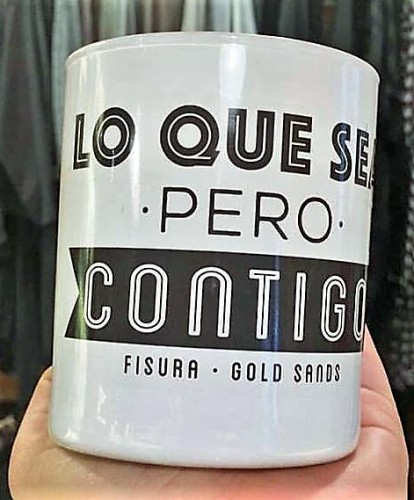 LO QUE SEA
·PERO·
CONTIGO
FISURA · GOLD SANDS